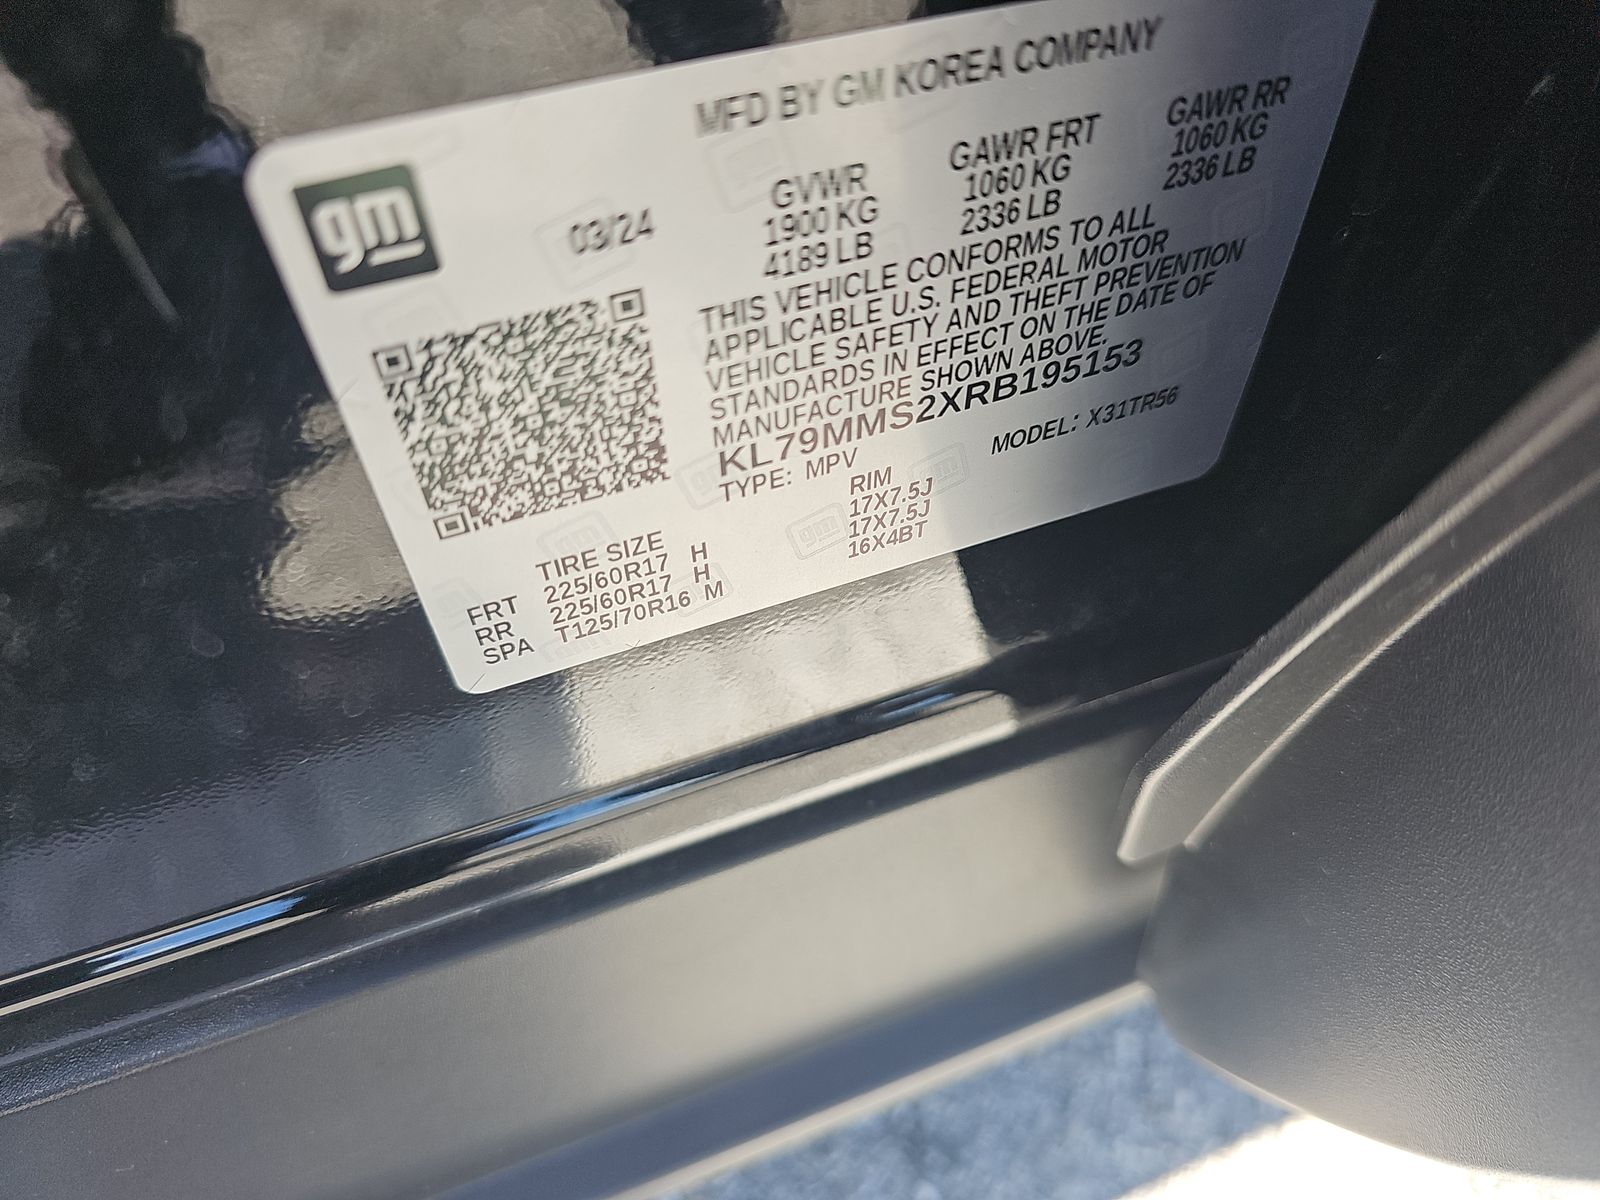 MFD BY GM KOREA COMPANY
gm
03/24
GVWR GAWR FRT GAWR RR
1900 KG 1060 KG 1060 KG
4189 LB 2336 LB 2336 LB
THIS VEHICLE CONFORMS TO ALL
APPLICABLE U.S. FEDERAL MOTOR
VEHICLE SAFETY AND THEFT PREVENTION
STANDARDS IN EFFECT ON THE DATE OF
MANUFACTURE SHOWN ABOVE.
KL79MMS2XRB195153
TYPE: MPV MODEL: X31TR56
TIRE SIZE RIM
FRT 225/60R17 H 17X7.5J
RR 225/60R17 H 17X7.5J
SPA T125/70R16 M 16X4BT